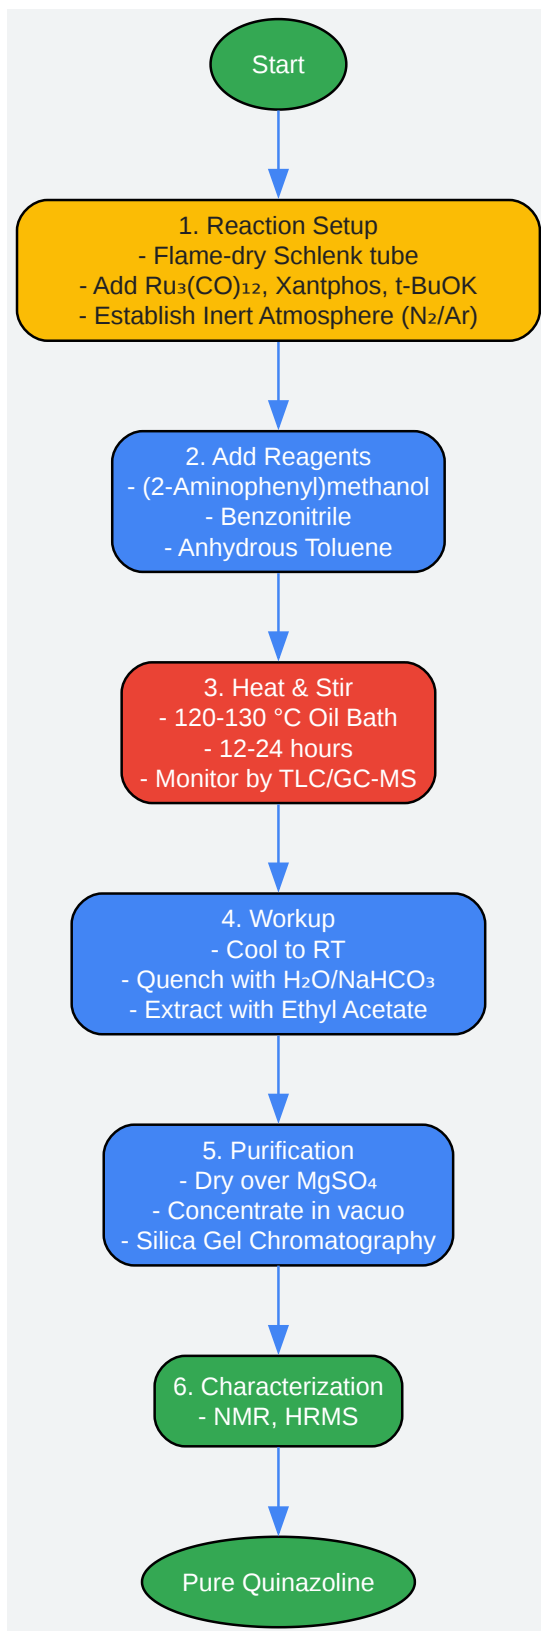 Start
1. Reaction Setup
- Flame-dry Schlenk tube
- Add Ru₃(CO)₁₂, Xantphos, t-BuOK
- Establish Inert Atmosphere (N₂/Ar)
2. Add Reagents
- (2-Aminophenyl)methanol
- Benzonitrile
- Anhydrous Toluene
3. Heat & Stir
- 120-130 °C Oil Bath
- 12-24 hours
- Monitor by TLC/GC-MS
4. Workup
- Cool to RT
- Quench with H₂O/NaHCO₃
- Extract with Ethyl Acetate
5. Purification
- Dry over MgSO₄
- Concentrate in vacuo
- Silica Gel Chromatography
6. Characterization
- NMR, HRMS
Pure Quinazoline